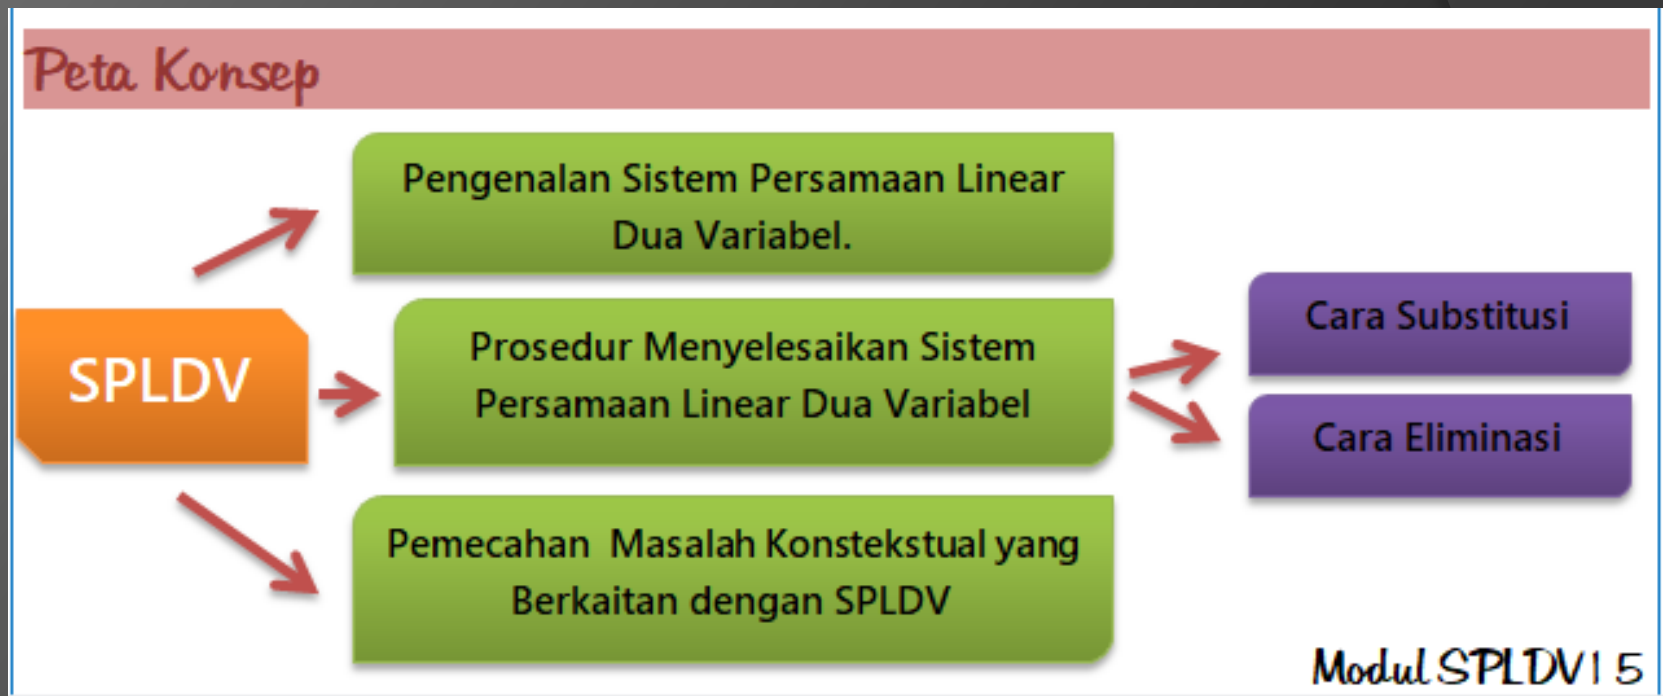 Peta Konsep
Pengenalan Sistem Persamaan Linear
Dua Variabel.
SPLDV
Prosedur Menyelesaikan Sistem
Persamaan Linear Dua Variabel
Cara Substitusi
Cara Eliminasi
Pemecahan Masalah Konstekstual yang
Berkaitan dengan SPLDV
Modul SPLDV| 5